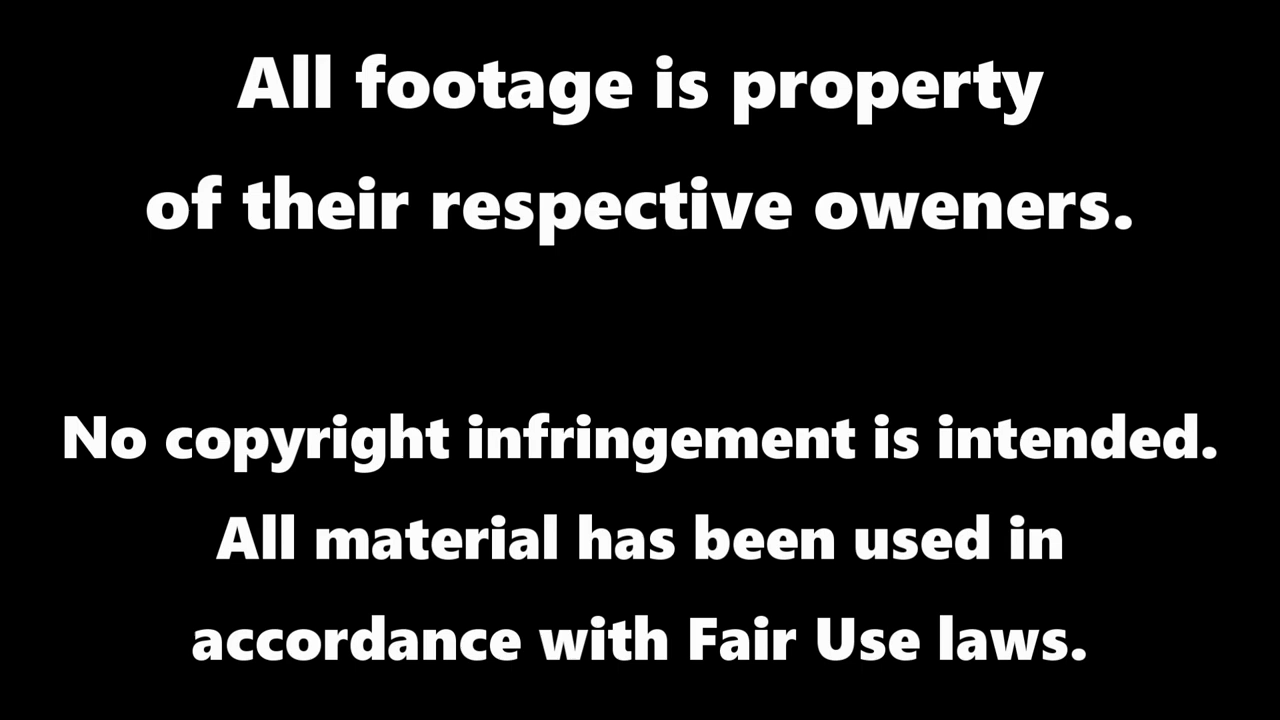 All footage is property
of their respective oweners.
No copyright infringement is intended.
All material has been used in
accordance with Fair Use laws.